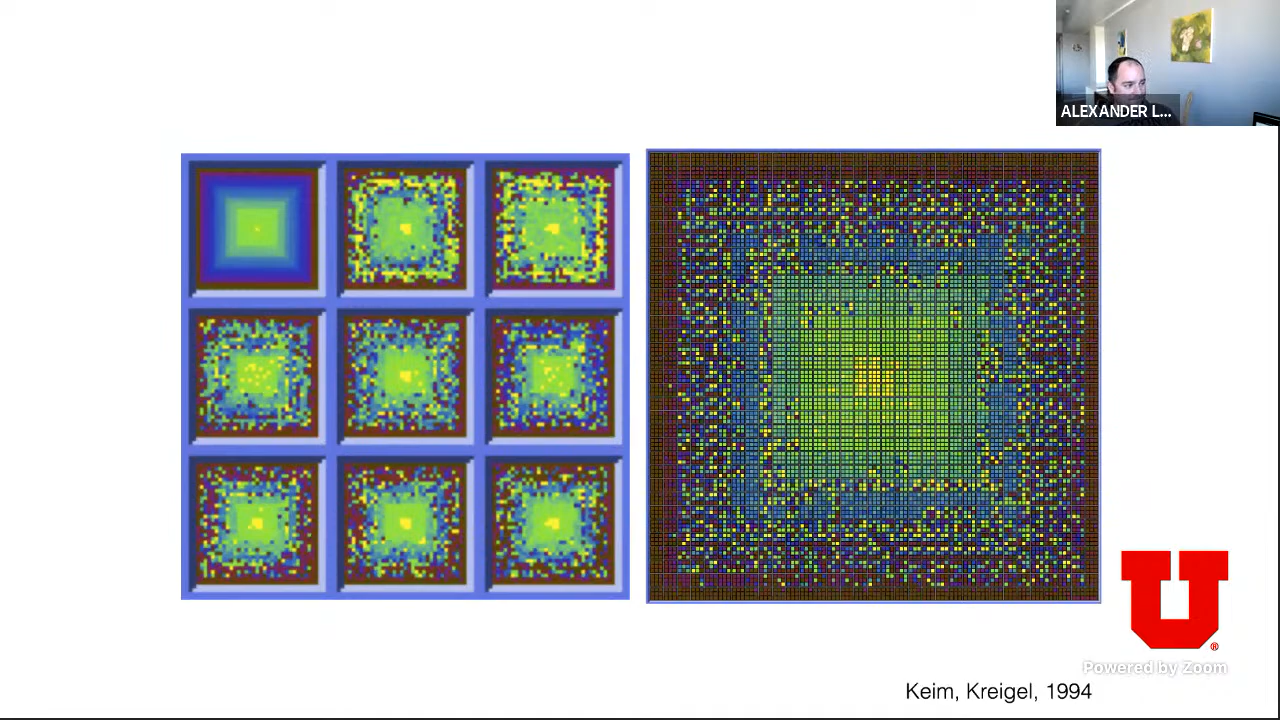 ALEXANDER L...
U
®
Powered by Zoom
Keim, Kreigel, 1994